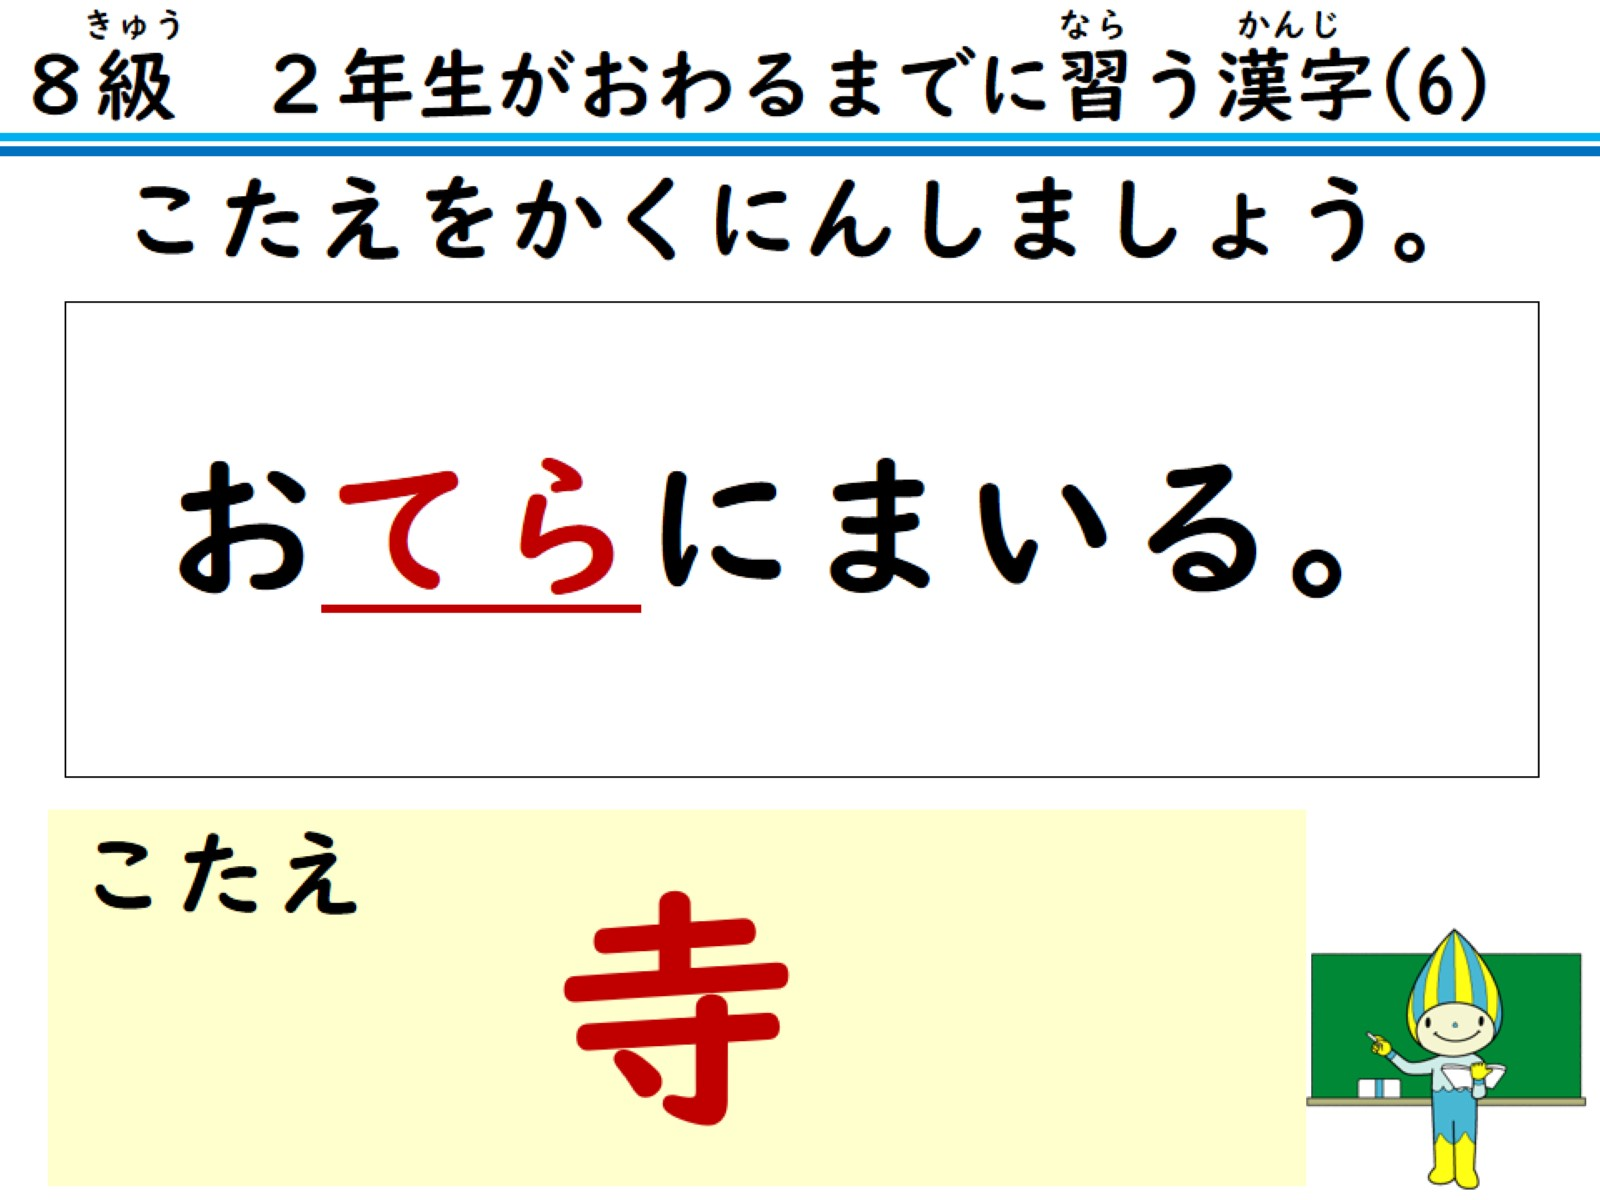 きゅう なら かんじ
８級 ２年生がおわるまでに習う漢字(6)
こたえをかくにんしましょう。
おてらにまいる。
こたえ
寺